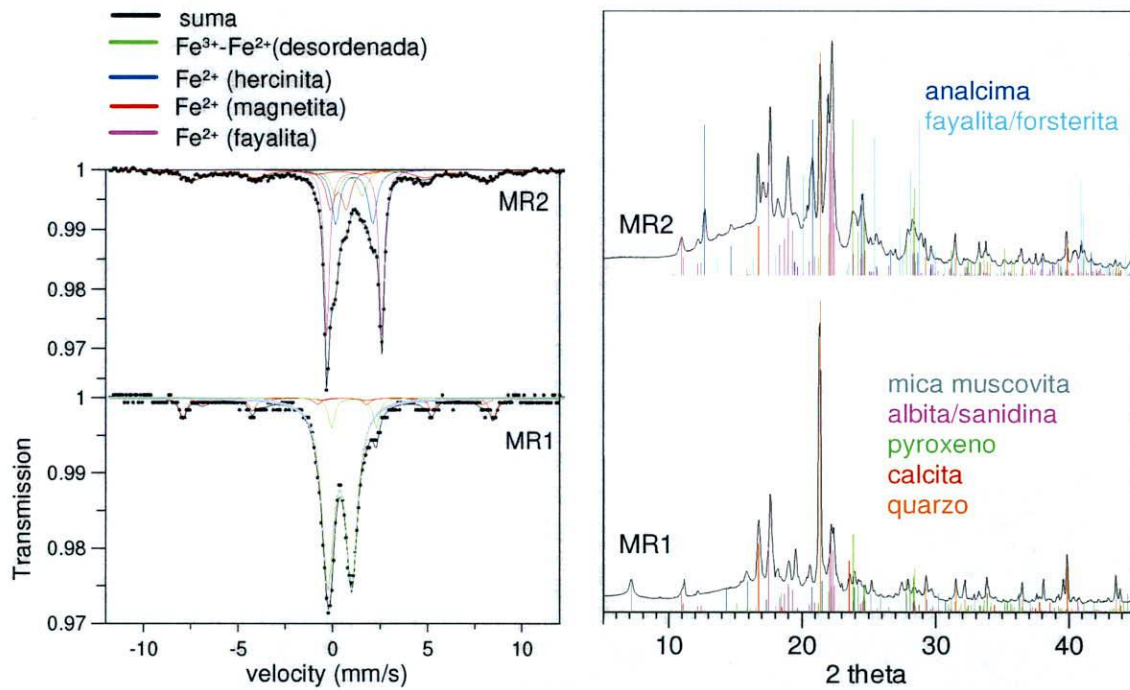 suma
Fe³⁺-Fe²⁺(desordenada)
Fe²⁺ (hercinita)
Fe²⁺ (magnetita)
Fe²⁺ (fayalita)
1
MR2
0.99
0.98
0.97
1
MR1
0.99
0.98
0.97
Transmission
-10 -5 0 5 10
velocity (mm/s)
analcima
fayalita/forsterita
MR2
mica muscovita
albita/sanidina
pyroxeno
calcita
quarzo
MR1
10 20 30 40
2 theta